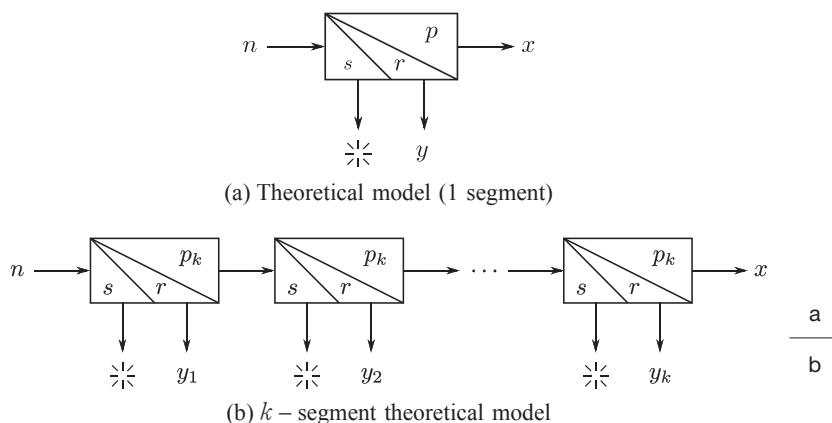 n p x
s r
y
(a) Theoretical model (1 segment)
n p_k p_k ⋯ p_k x
s r s r s r
y_1 y_2 y_k
(b) k – segment theoretical model
a
b